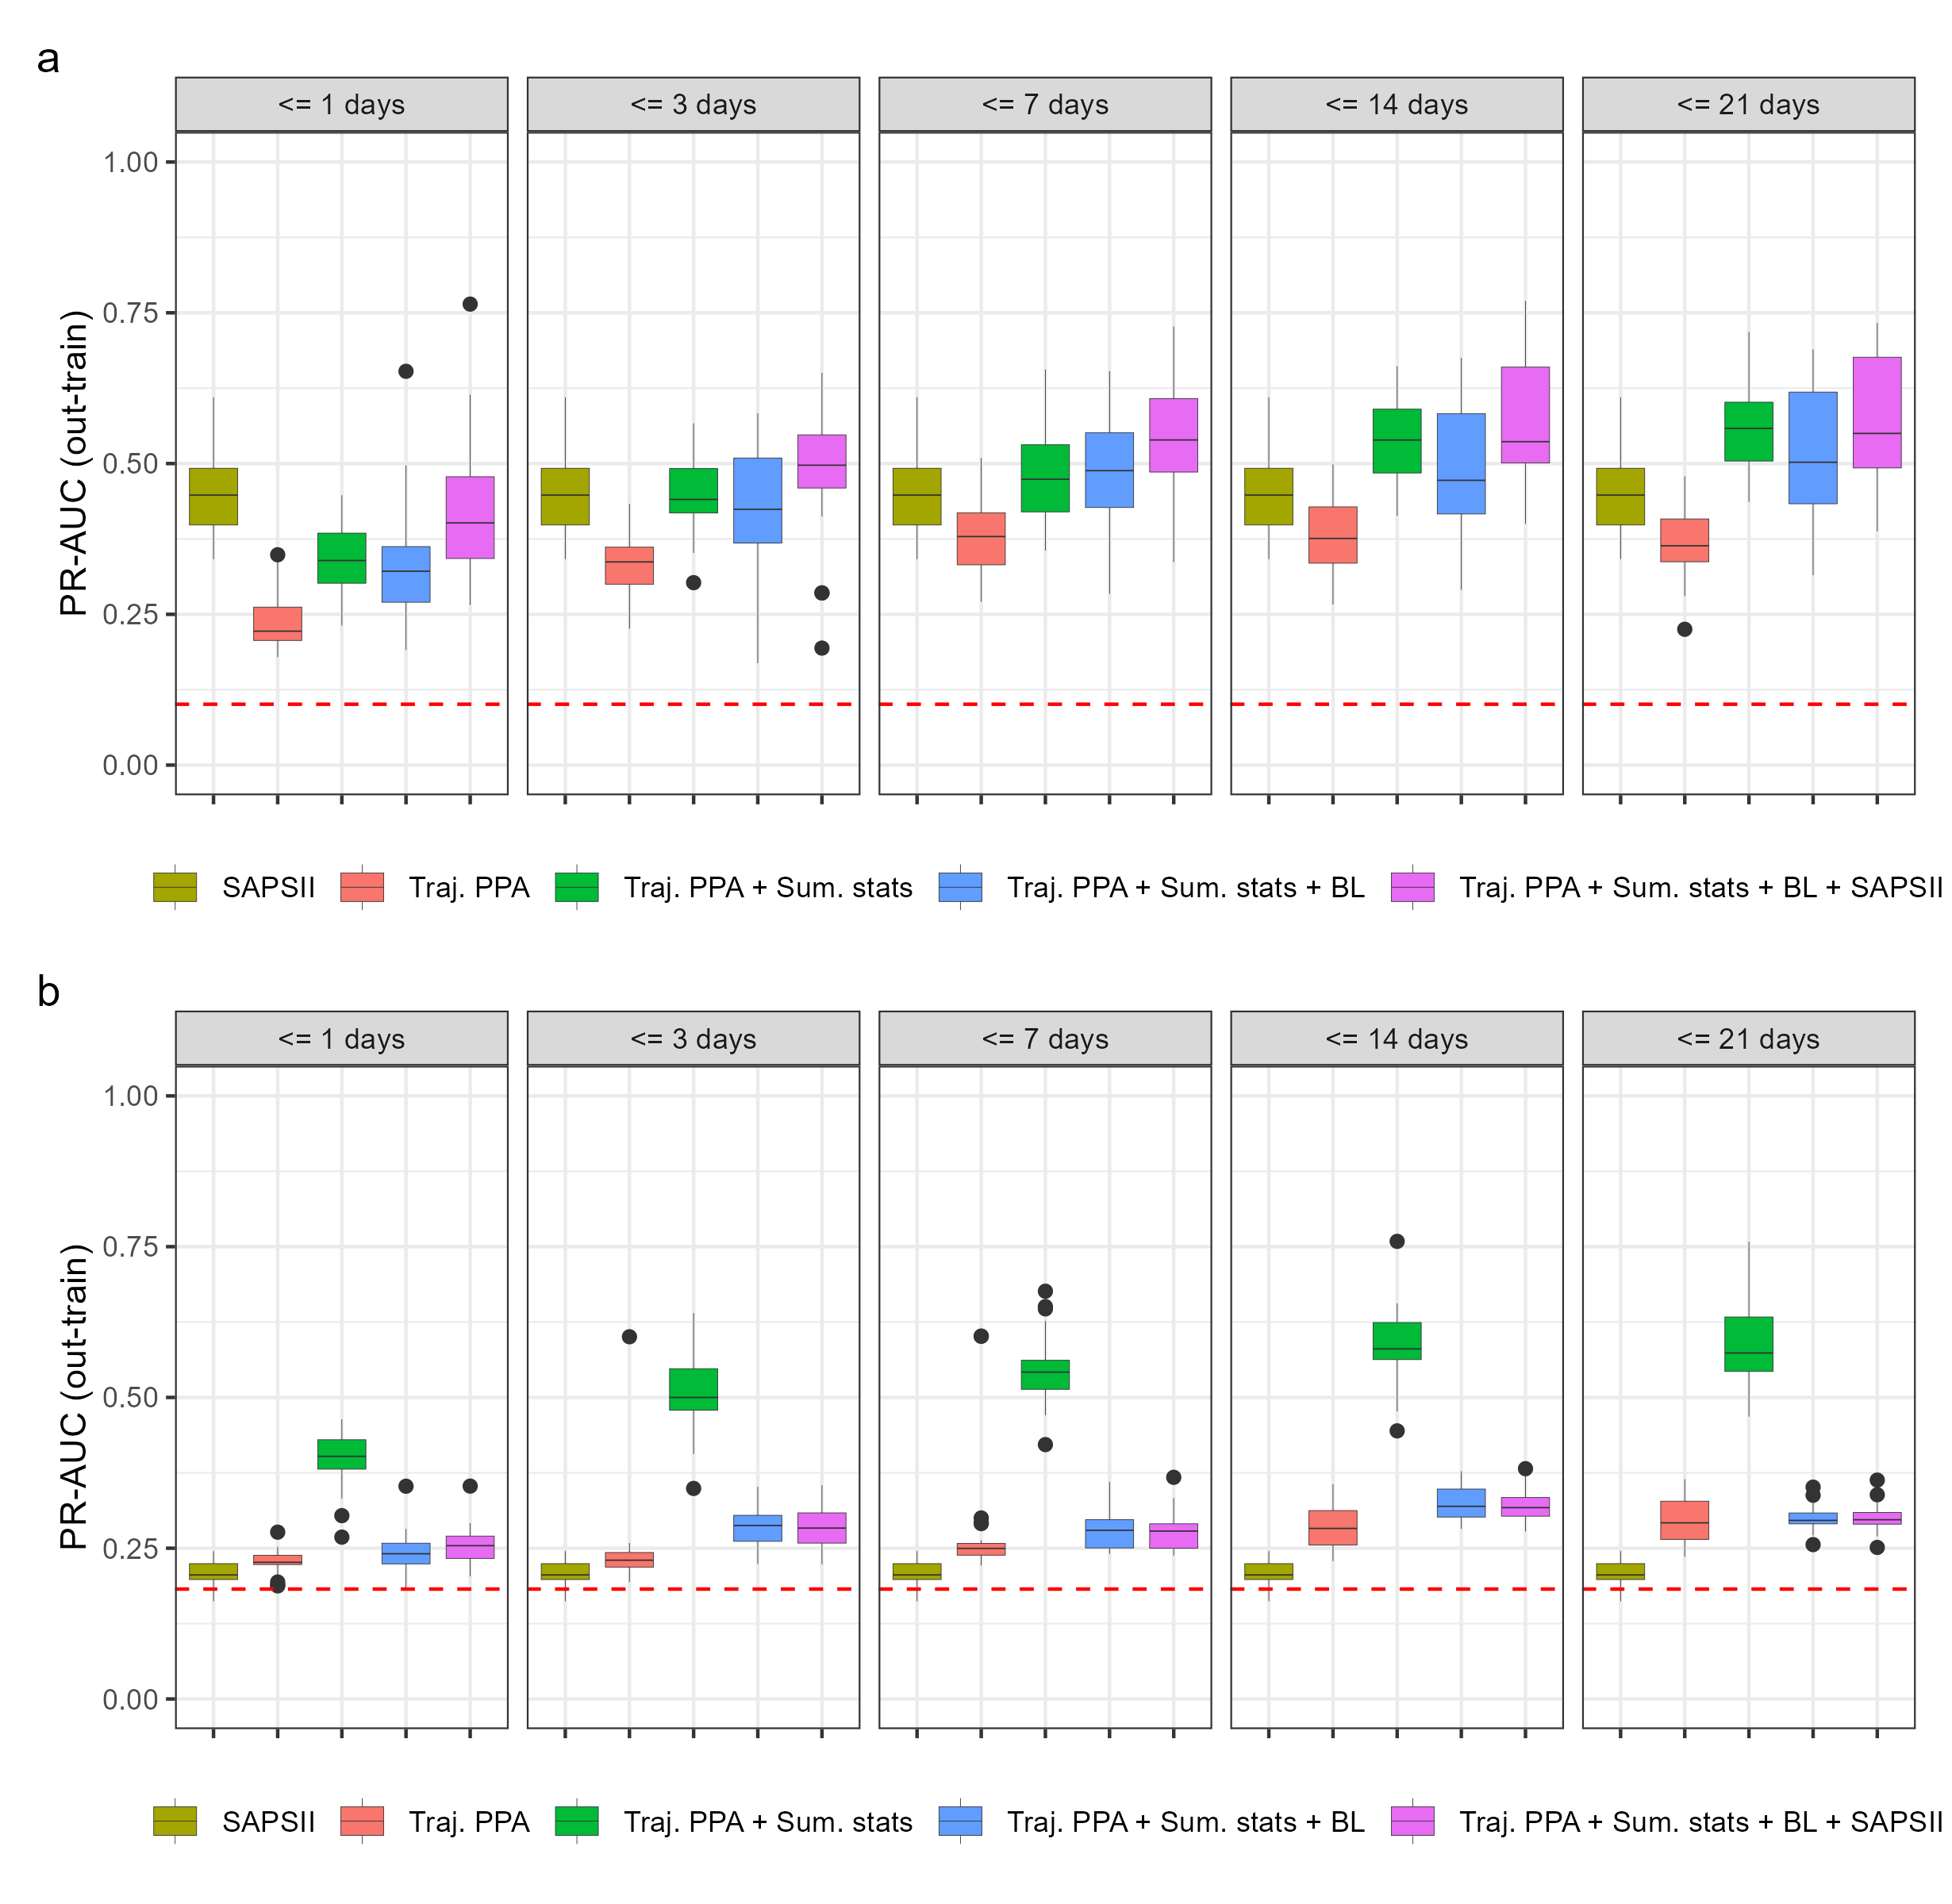 a
<= 1 days <= 3 days <= 7 days <= 14 days <= 21 days
PR-AUC (out-train)
1.00
0.75
0.50
0.25
0.00
SAPSII Traj. PPA Traj. PPA + Sum. stats Traj. PPA + Sum. stats + BL Traj. PPA + Sum. stats + BL + SAPSII
b
<= 1 days <= 3 days <= 7 days <= 14 days <= 21 days
PR-AUC (out-train)
1.00
0.75
0.50
0.25
0.00
SAPSII Traj. PPA Traj. PPA + Sum. stats Traj. PPA + Sum. stats + BL Traj. PPA + Sum. stats + BL + SAPSII